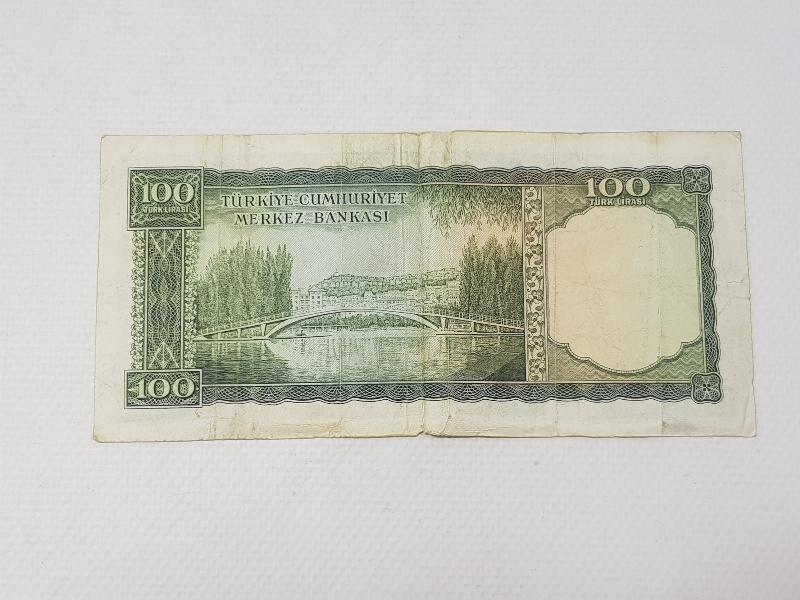 100
TÜRK LİRASI
TÜRKİYE CUMHURİYET
MERKEZ BANKASI
100
TÜRK LİRASI
100